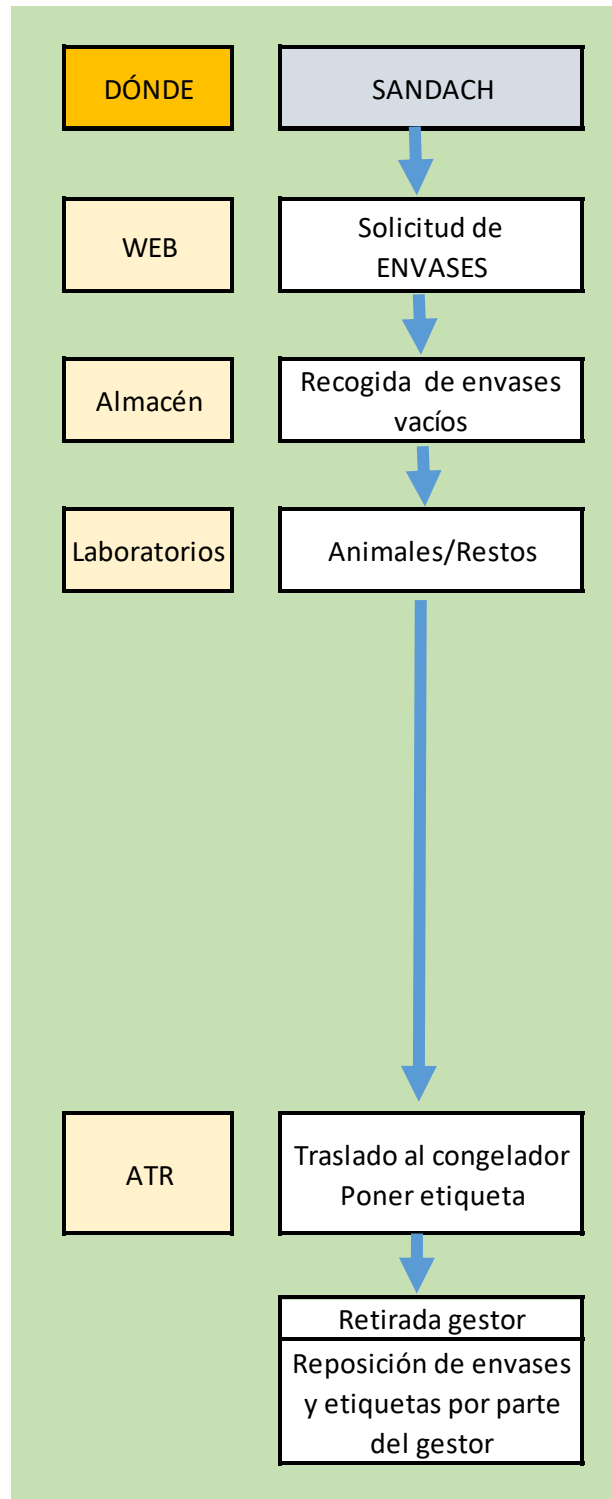 DÓNDE
SANDACH
WEB
Solicitud de
ENVASES
Almacén
Recogida de envases
vacíos
Laboratorios
Animales/Restos
ATR
Traslado al congelador
Poner etiqueta
Retirada gestor
Reposición de envases
y etiquetas por parte
del gestor